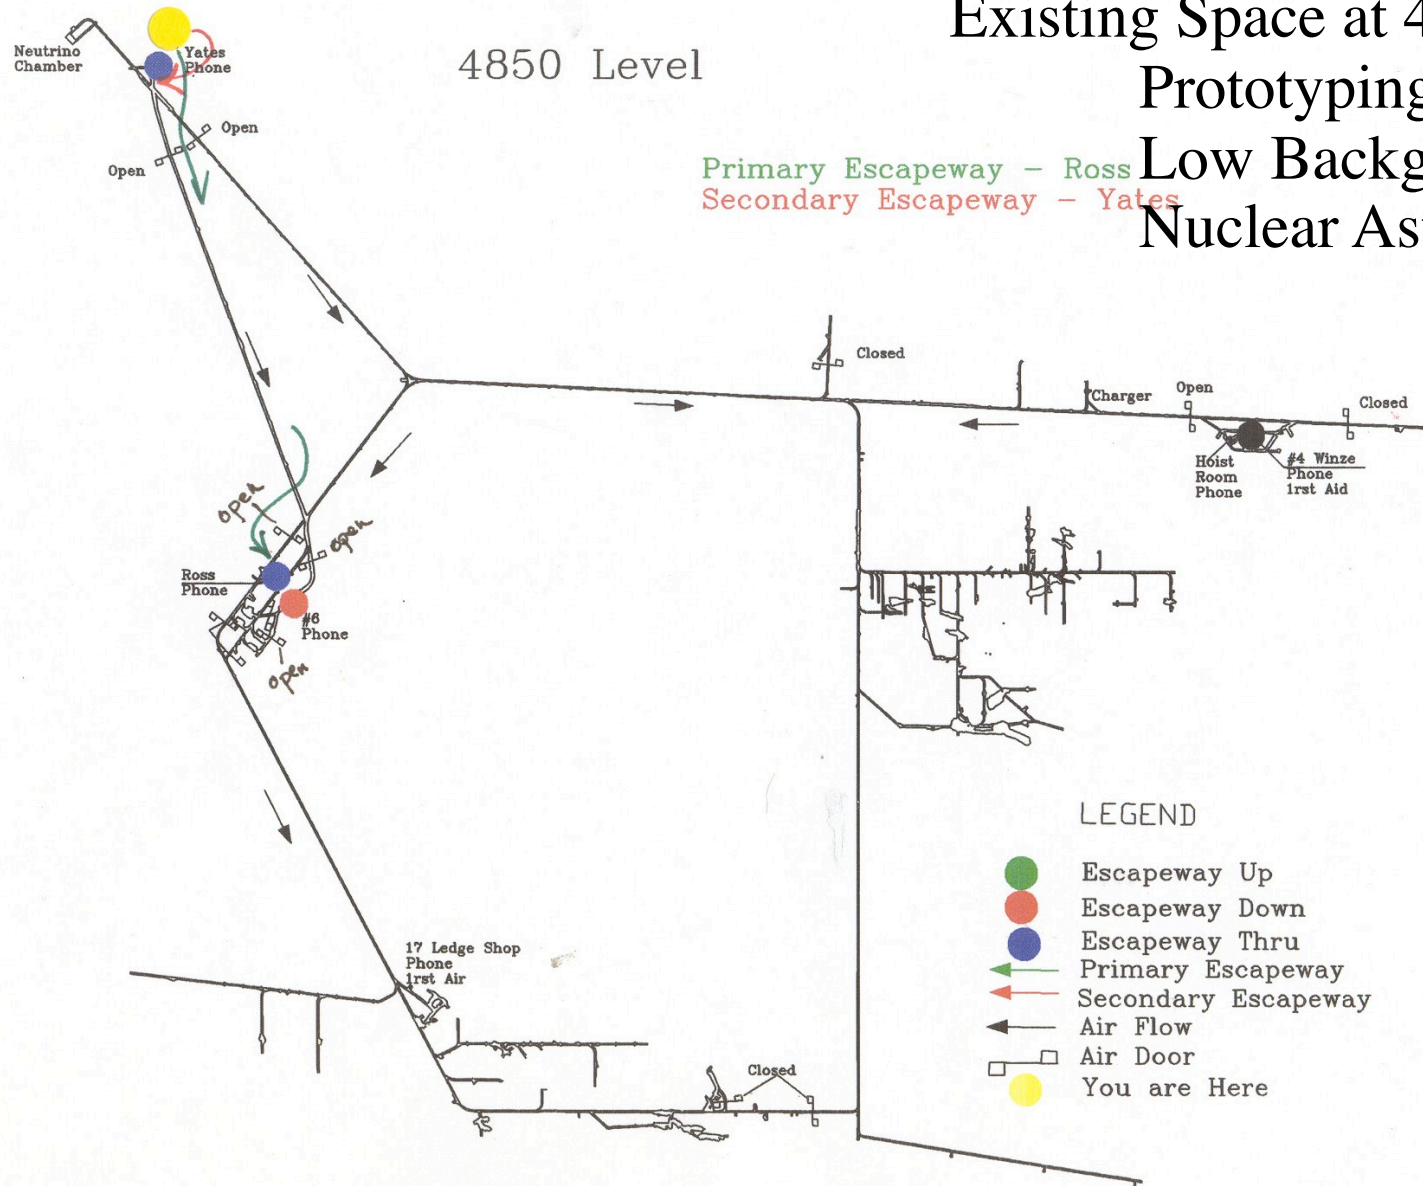 Existing Space at 4
Prototyping
Low Backg
Nuclear As
4850 Level
Primary Escapeway - Ross
Secondary Escapeway - Yates
Neutrino
Chamber
Yates
Phone
Open
Open
Closed
Charger
Open
Closed
Hoist
Room
Phone
#4 Winze
Phone
1rst Aid
open
open
Ross
Phone
#6
Phone
open
17 Ledge Shop
Phone
1rst Air
Closed
LEGEND
Escapeway Up
Escapeway Down
Escapeway Thru
Primary Escapeway
Secondary Escapeway
Air Flow
Air Door
You are Here